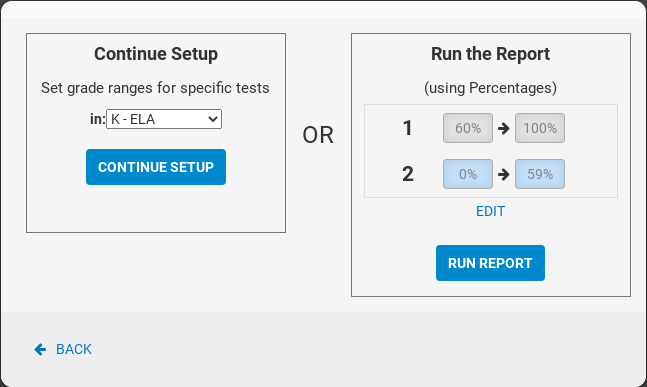 Continue Setup
Set grade ranges for specific tests
in: K - ELA
CONTINUE SETUP
OR
Run the Report
(using Percentages)
1 60% 100%
2 0% 59%
EDIT
RUN REPORT
BACK